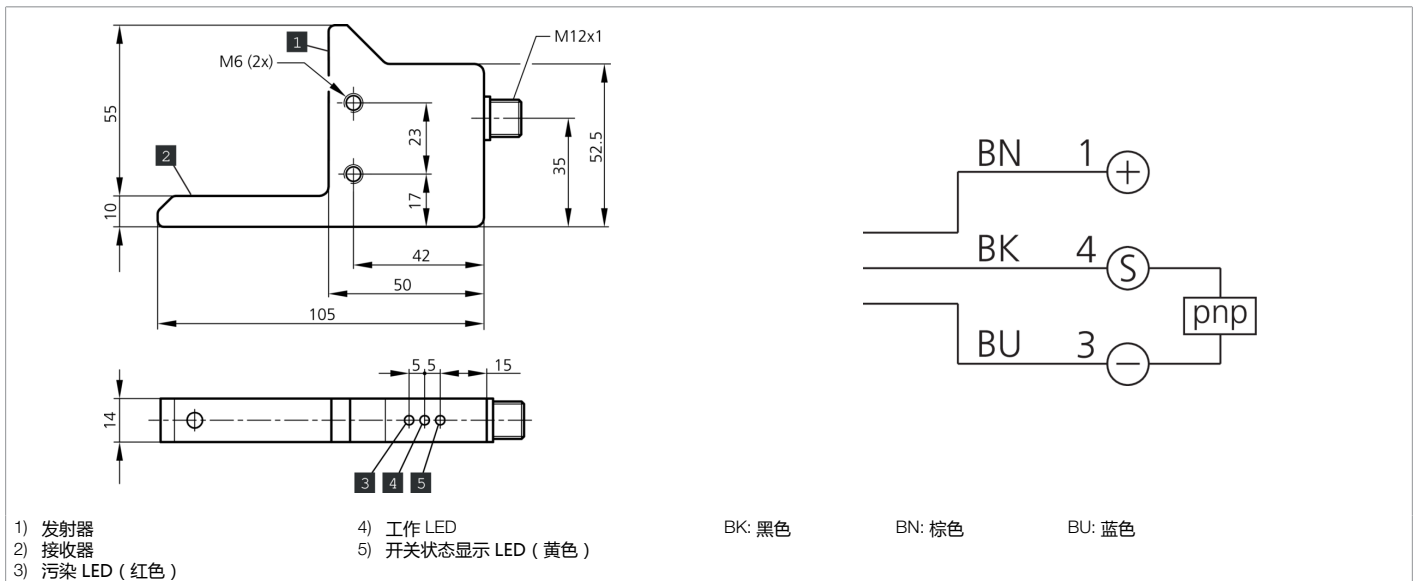 M12x1
1
M6 (2x)
55
23
52.5
35
2
17
10
42
50
105
5 5 15
14
3 4 5
BN 1 +
BK 4 S
pnp
BU 3 −
1) 发射器
2) 接收器
3) 污染 LED（红色）
4) 工作 LED
5) 开关状态显示 LED（黄色）
BK: 黑色 BN: 棕色 BU: 蓝色